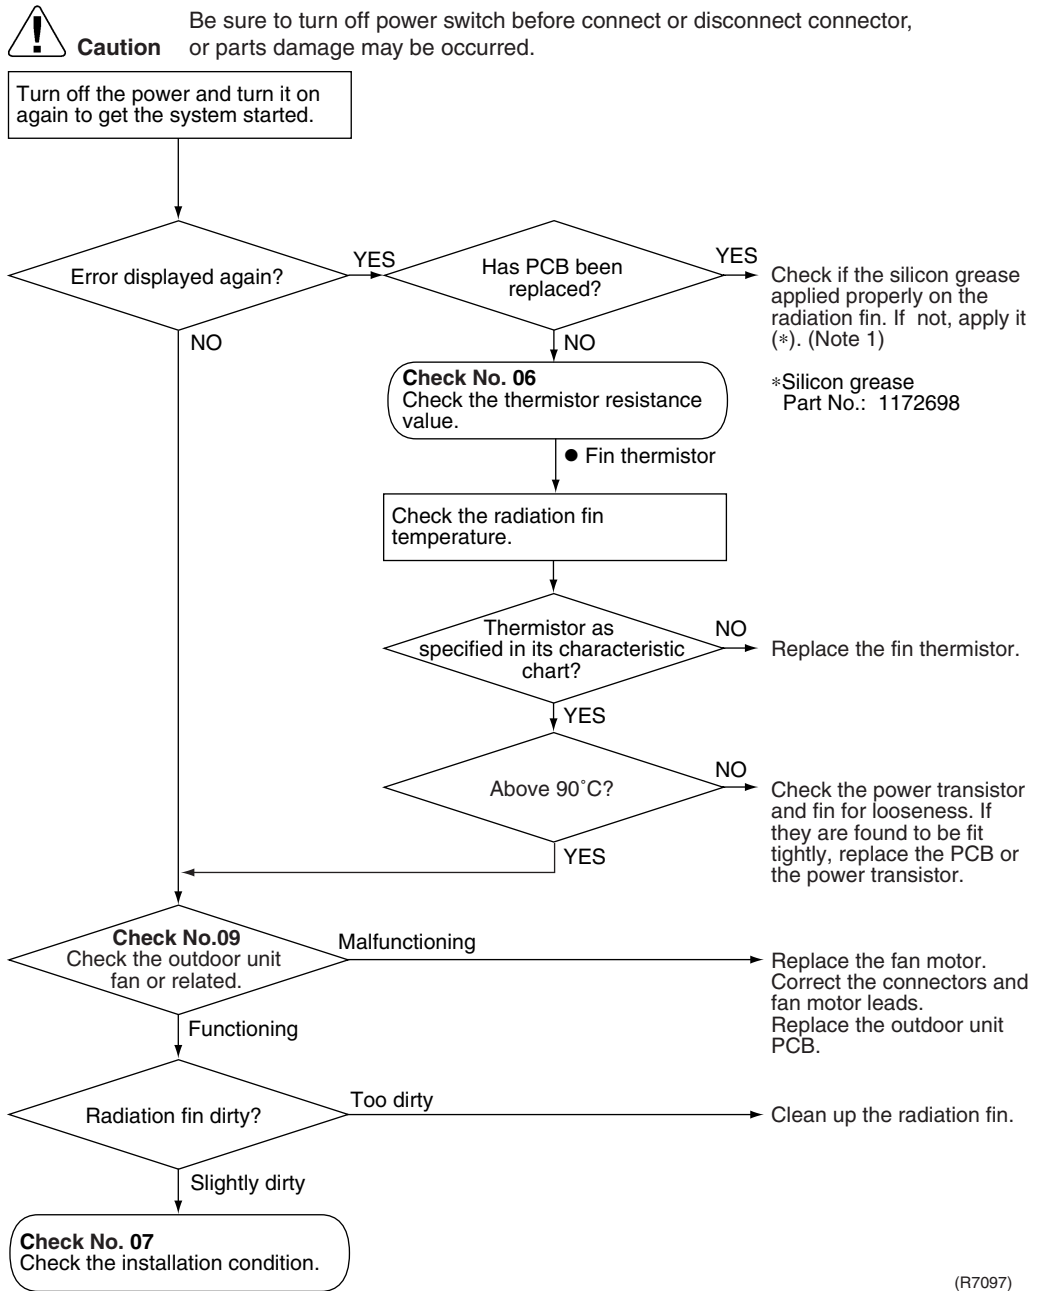 Be sure to turn off power switch before connect or disconnect connector,
Caution or parts damage may be occurred.
Turn off the power and turn it on
again to get the system started.
Error displayed again?
YES
Has PCB been
replaced?
YES
Check if the silicon grease
applied properly on the
radiation fin. If not, apply it
(*). (Note 1)
*Silicon grease
Part No.: 1172698
NO
NO
Check No. 06
Check the thermistor resistance
value.
● Fin thermistor
Check the radiation fin
temperature.
Thermistor as
specified in its characteristic
chart?
NO
Replace the fin thermistor.
YES
Above 90˚C?
NO
Check the power transistor
and fin for looseness. If
they are found to be fit
tightly, replace the PCB or
the power transistor.
YES
Check No.09
Check the outdoor unit
fan or related.
Malfunctioning
Replace the fan motor.
Correct the connectors and
fan motor leads.
Replace the outdoor unit
PCB.
Functioning
Radiation fin dirty?
Too dirty
Clean up the radiation fin.
Slightly dirty
Check No. 07
Check the installation condition.
(R7097)